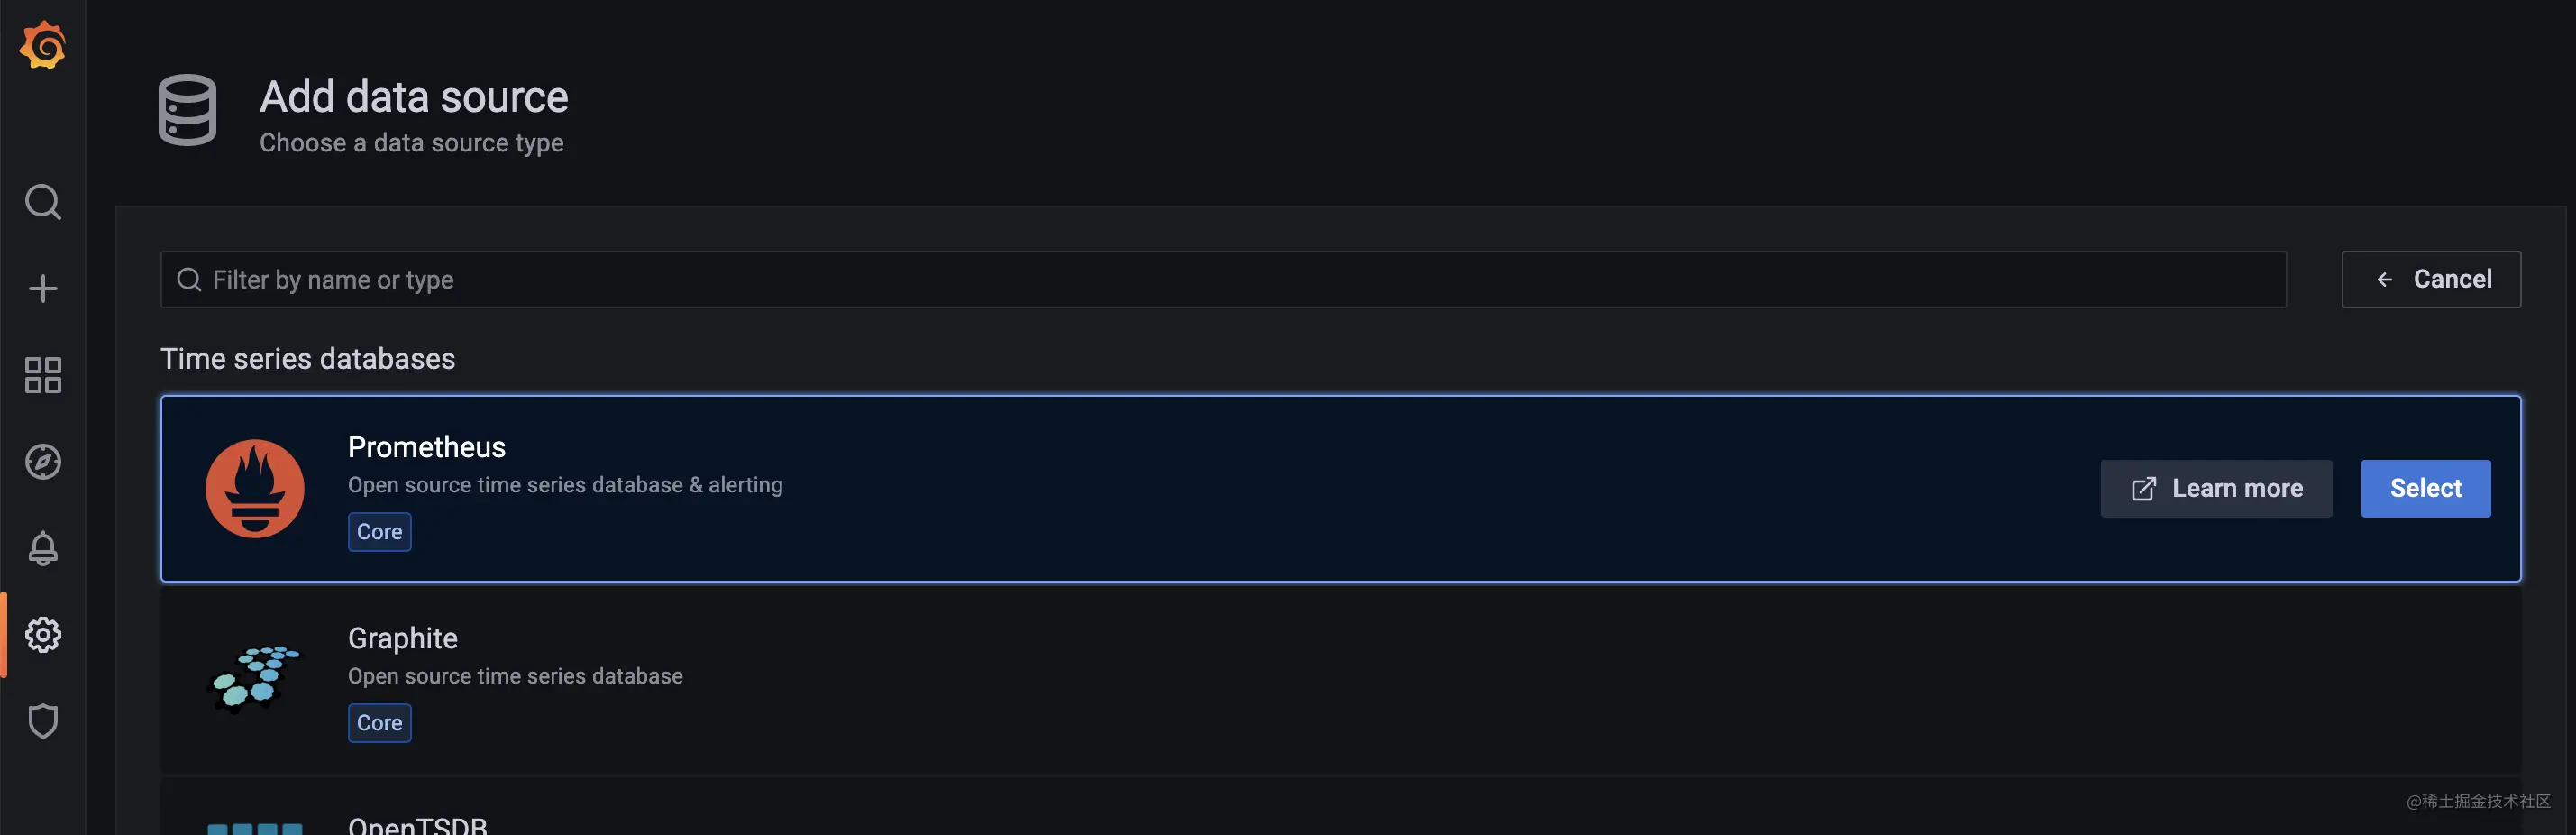 Add data source
Choose a data source type
Filter by name or type
Cancel
Time series databases
Prometheus
Open source time series database & alerting
Core
Learn more
Select
Graphite
Open source time series database
Core
OpenTSDB
@稀土掘金技术社区